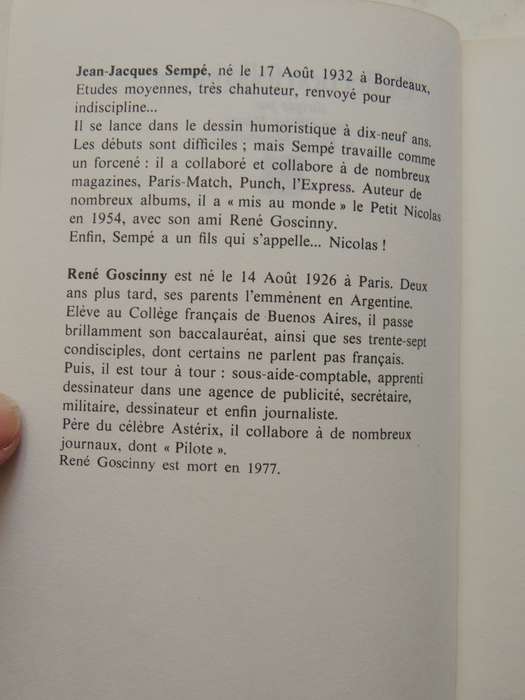 Jean-Jacques Sempé, né le 17 Août 1932 à Bordeaux,
Etudes moyennes, très chahuteur, renvoyé pour
indiscipline...
Il se lance dans le dessin humoristique à dix-neuf ans.
Les débuts sont difficiles ; mais Sempé travaille comme
un forcené : il a collaboré et collabore à de nombreux
magazines, Paris-Match, Punch, l'Express. Auteur de
nombreux albums, il a « mis au monde » le Petit Nicolas
en 1954, avec son ami René Goscinny.
Enfin, Sempé a un fils qui s'appelle... Nicolas !
René Goscinny est né le 14 Août 1926 à Paris. Deux
ans plus tard, ses parents l'emmènent en Argentine.
Elève au Collège français de Buenos Aires, il passe
brillamment son baccalauréat, ainsi que ses trente-sept
condisciples, dont certains ne parlent pas français.
Puis, il est tour à tour : sous-aide-comptable, apprenti
dessinateur dans une agence de publicité, secrétaire,
militaire, dessinateur et enfin journaliste.
Père du célèbre Astérix, il collabore à de nombreux
journaux, dont « Pilote ».
René Goscinny est mort en 1977.